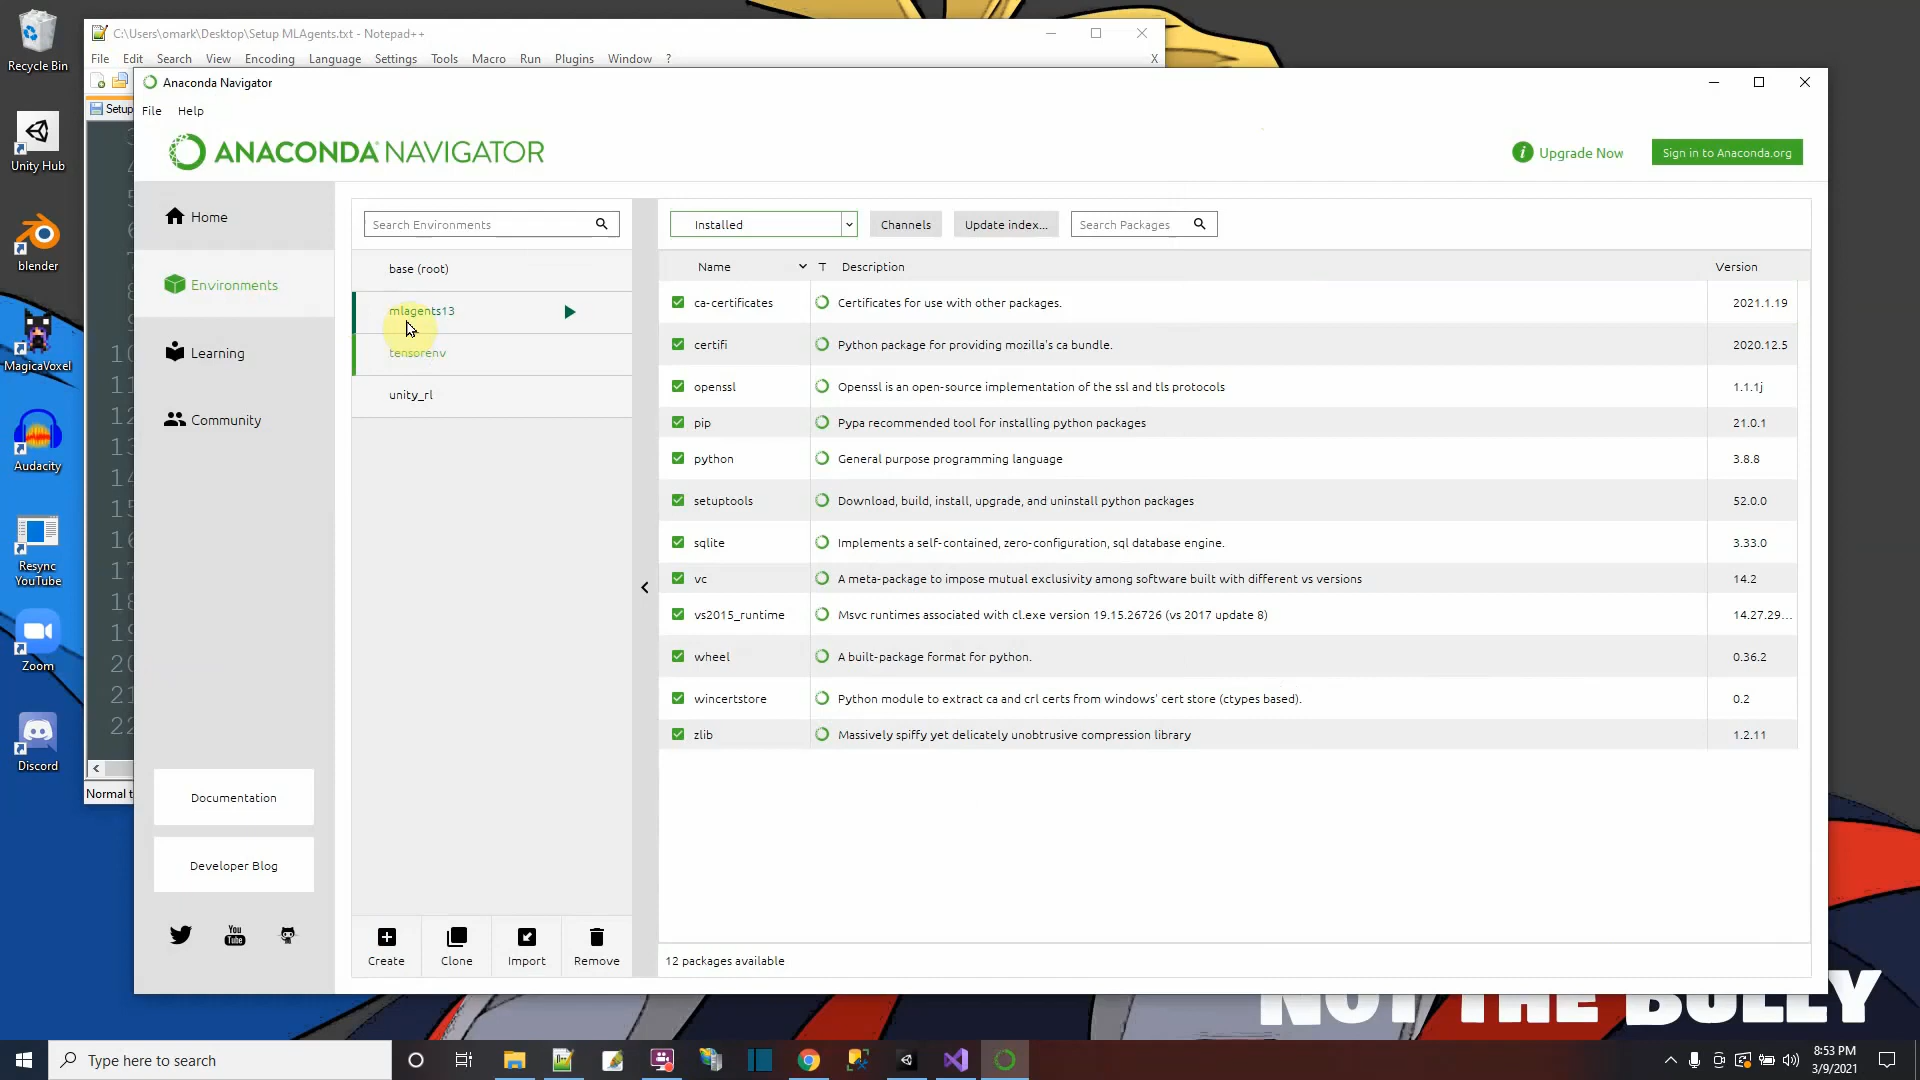 Recycle Bin
Unity Hub
blender
MagicaVoxel
Audacity
Resync
YouTube
Zoom
Discord
C:\Users\omark\Desktop\Setup MLAgents.txt - Notepad++
File Edit Search View Encoding Language Settings Tools Macro Run Plugins Window ?
X
Setup
Anaconda Navigator
File Help
ANACONDA NAVIGATOR
Upgrade Now
Sign in to Anaconda.org
Home
Environments
Learning
Community
Documentation
Developer Blog
You
Tube
Search Environments
base (root)
mlagents13
tensorenv
unity_rl
Create Clone Import Remove
Installed
Channels
Update index...
Search Packages
Name T Description Version
ca-certificates Certificates for use with other packages. 2021.1.19
certifi Python package for providing mozilla's ca bundle. 2020.12.5
openssl Openssl is an open-source implementation of the ssl and tls protocols 1.1.1j
pip Pypa recommended tool for installing python packages 21.0.1
python General purpose programming language 3.8.8
setuptools Download, build, install, upgrade, and uninstall python packages 52.0.0
sqlite Implements a self-contained, zero-configuration, sql database engine. 3.33.0
vc A meta-package to impose mutual exclusivity among software built with different vs versions 14.2
vs2015_runtime Msvc runtimes associated with cl.exe version 19.15.26726 (vs 2017 update 8) 14.27.29...
wheel A built-package format for python. 0.36.2
wincertstore Python module to extract ca and crl certs from windows' cert store (ctypes based). 0.2
zlib Massively spiffy yet delicately unobtrusive compression library 1.2.11
12 packages available
Normal t
NOT THE BULLY
Type here to search
8:53 PM
3/9/2021